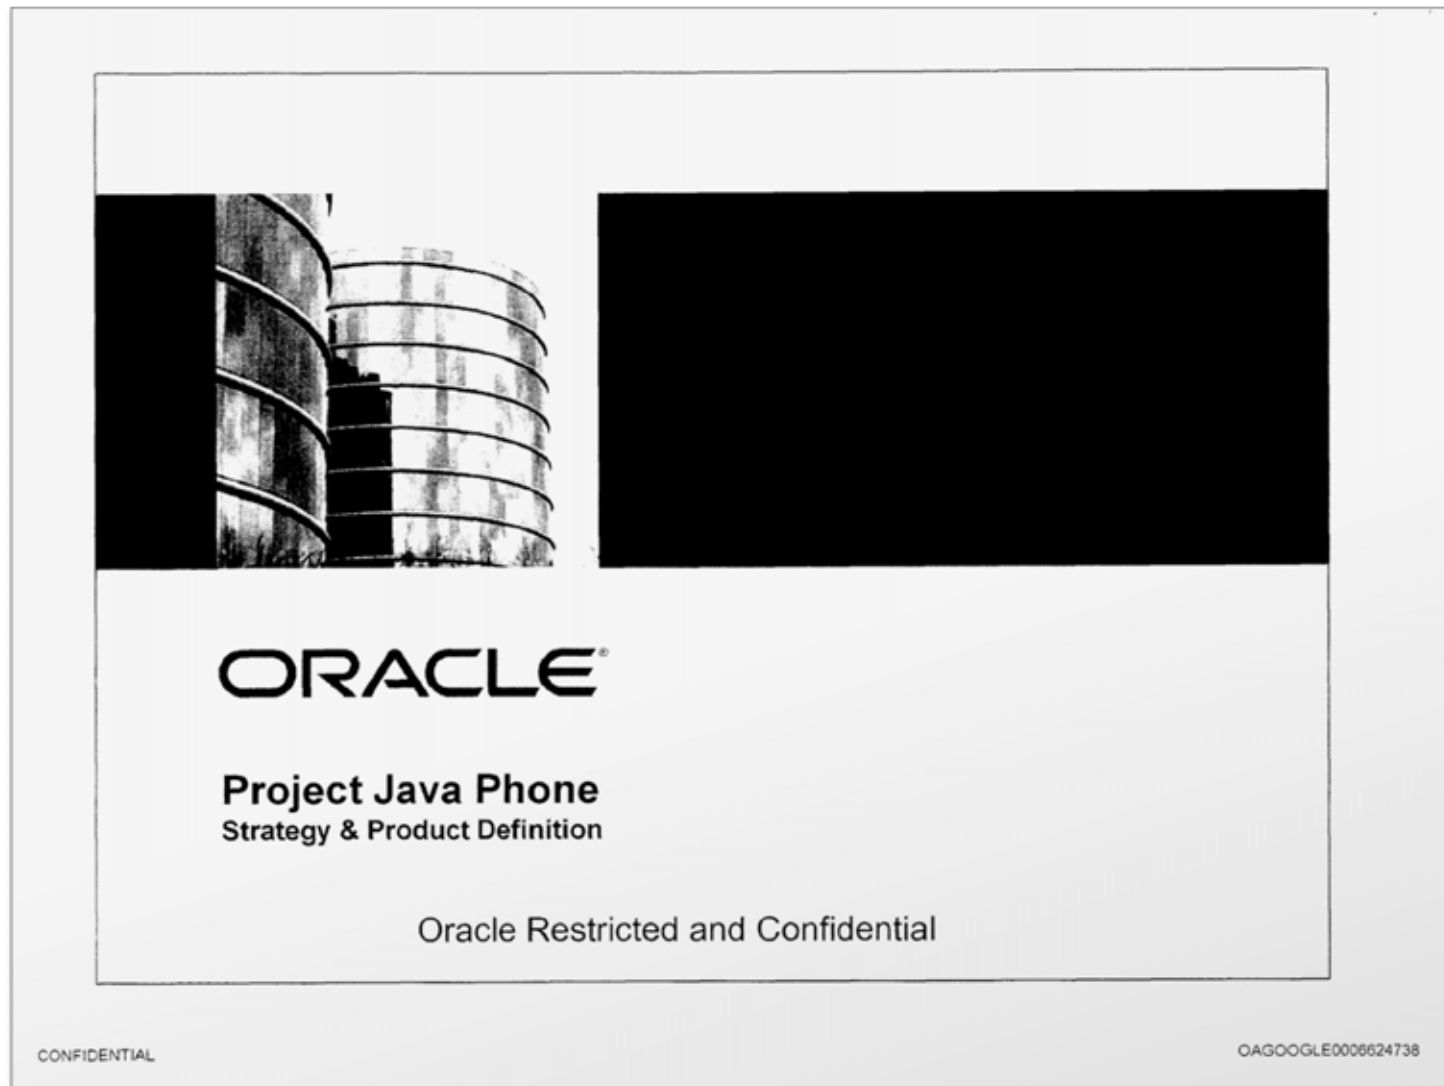 ORACLE®
Project Java Phone
Strategy & Product Definition
Oracle Restricted and Confidential
CONFIDENTIAL
OAGOOGLE0006624738